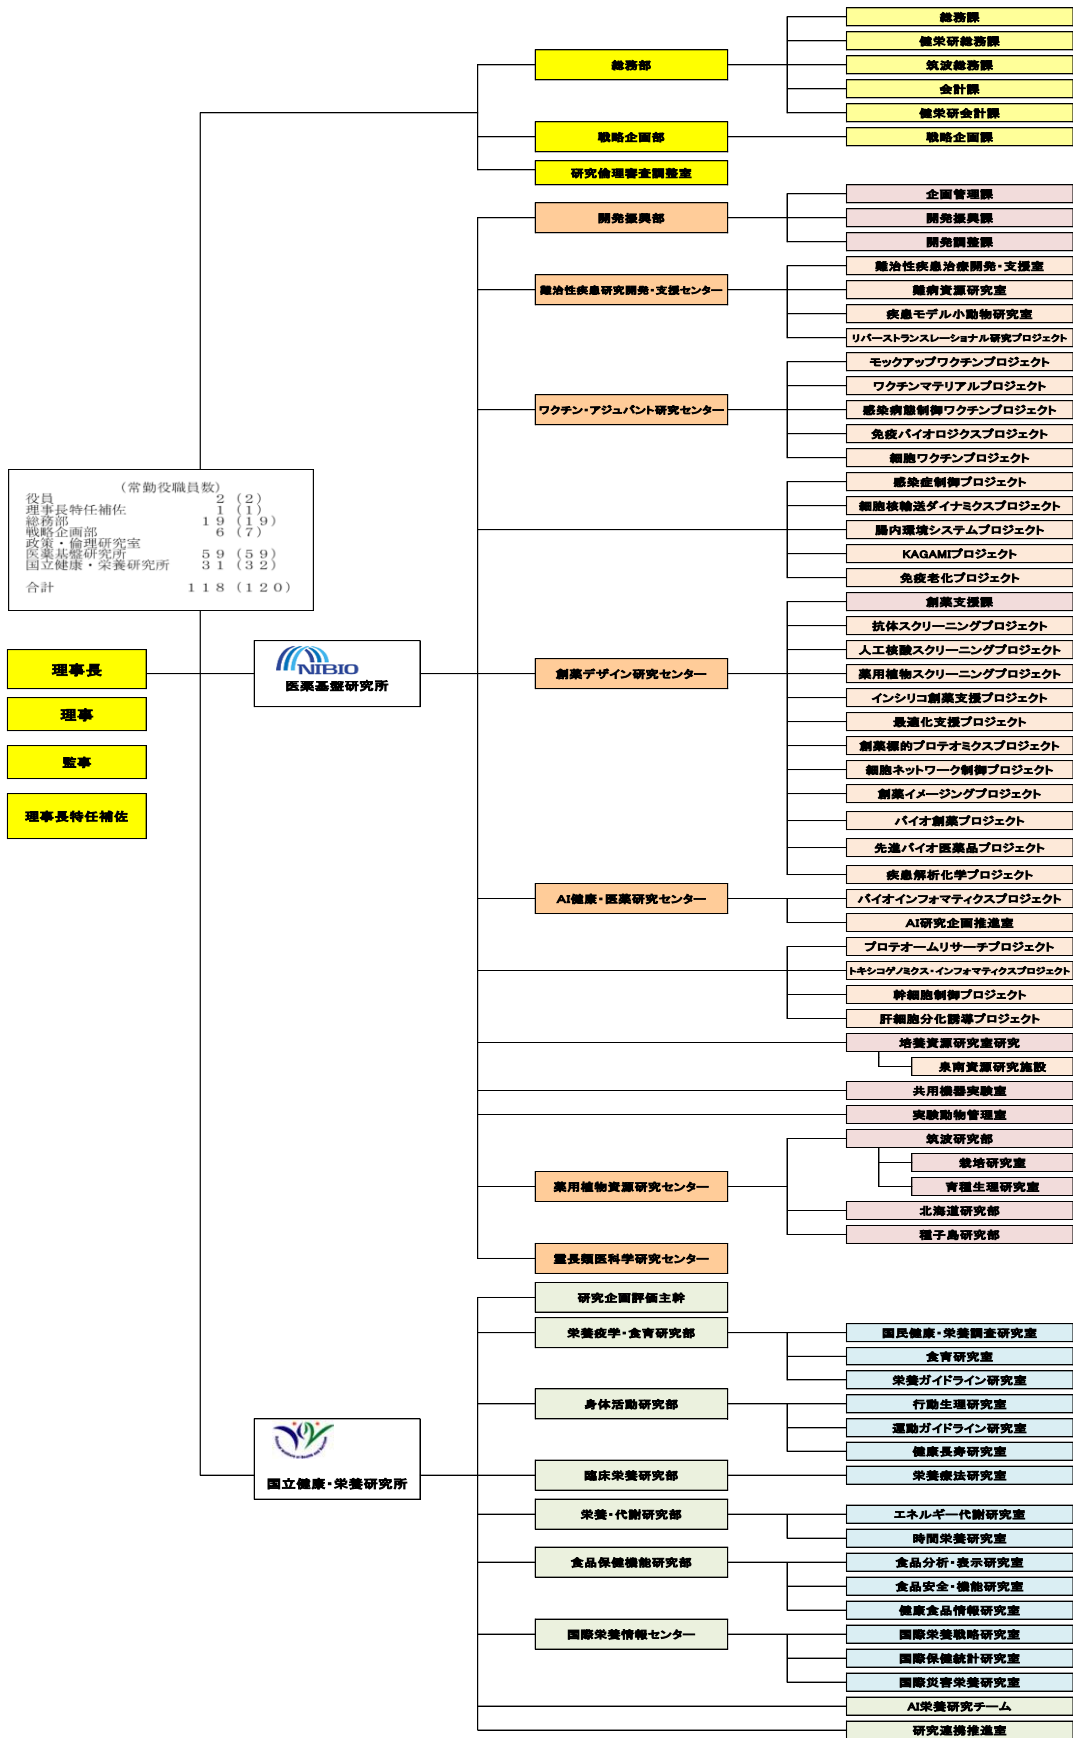 総務課
健栄研総務課
総務部
筑波総務課
会計課
健栄研会計課
戦略企画部
戦略企画課
研究倫理審査調整室
企画管理課
開発振興部
開発振興課
開発調整課
難治性疾患治療開発・支援室
難治性疾患研究開発・支援センター
難病資源研究室
疾患モデル小動物研究室
リバーストランスレーショナル研究プロジェクト
モックアップワクチンプロジェクト
ワクチンマテリアルプロジェクト
ワクチン・アジュバント研究センター
感染病態制御ワクチンプロジェクト
免疫バイオロジクスプロジェクト
細胞ワクチンプロジェクト
感染症制御プロジェクト
細胞核輸送ダイナミクスプロジェクト
腸内環境システムプロジェクト
KAGAMIプロジェクト
免疫老化プロジェクト
(常勤役職員数)
役員 2 (2)
理事長特任補佐 1 (1)
総務部 19 (19)
戦略企画部 6 (7)
政策・倫理研究室
医薬基盤研究所 59 (59)
国立健康・栄養研究所 31 (32)
合計 118 (120)
理事長
理事
監事
理事長特任補佐
NIBIO
医薬基盤研究所
創薬支援課
抗体スクリーニングプロジェクト
人工核酸スクリーニングプロジェクト
創薬デザイン研究センター
薬用植物スクリーニングプロジェクト
インシリコ創薬支援プロジェクト
最適化支援プロジェクト
創薬標的プロテオミクスプロジェクト
細胞ネットワーク制御プロジェクト
創薬イメージングプロジェクト
バイオ創薬プロジェクト
先進バイオ医薬品プロジェクト
疾患解析化学プロジェクト
AI健康・医薬研究センター
バイオインフォマティクスプロジェクト
AI研究企画推進室
プロテオームリサーチプロジェクト
トキシコゲノミクス・インフォマティクスプロジェクト
幹細胞制御プロジェクト
肝細胞分化誘導プロジェクト
培養資源研究室研究
泉南資源研究施設
共用機器実験室
実験動物管理室
筑波研究部
栽培研究室
薬用植物資源研究センター
育種生理研究室
北海道研究部
種子島研究部
霊長類医科学研究センター
研究企画評価主幹
栄養疫学・食育研究部
国民健康・栄養調査研究室
食育研究室
栄養ガイドライン研究室
身体活動研究部
行動生理研究室
運動ガイドライン研究室
健康長寿研究室
国立健康・栄養研究所
臨床栄養研究部
栄養療法研究室
栄養・代謝研究部
エネルギー代謝研究室
時間栄養研究室
食品保健機能研究部
食品分析・表示研究室
食品安全・機能研究室
健康食品情報研究室
国際栄養情報センター
国際栄養戦略研究室
国際保健統計研究室
国際災害栄養研究室
AI栄養研究チーム
研究連携推進室